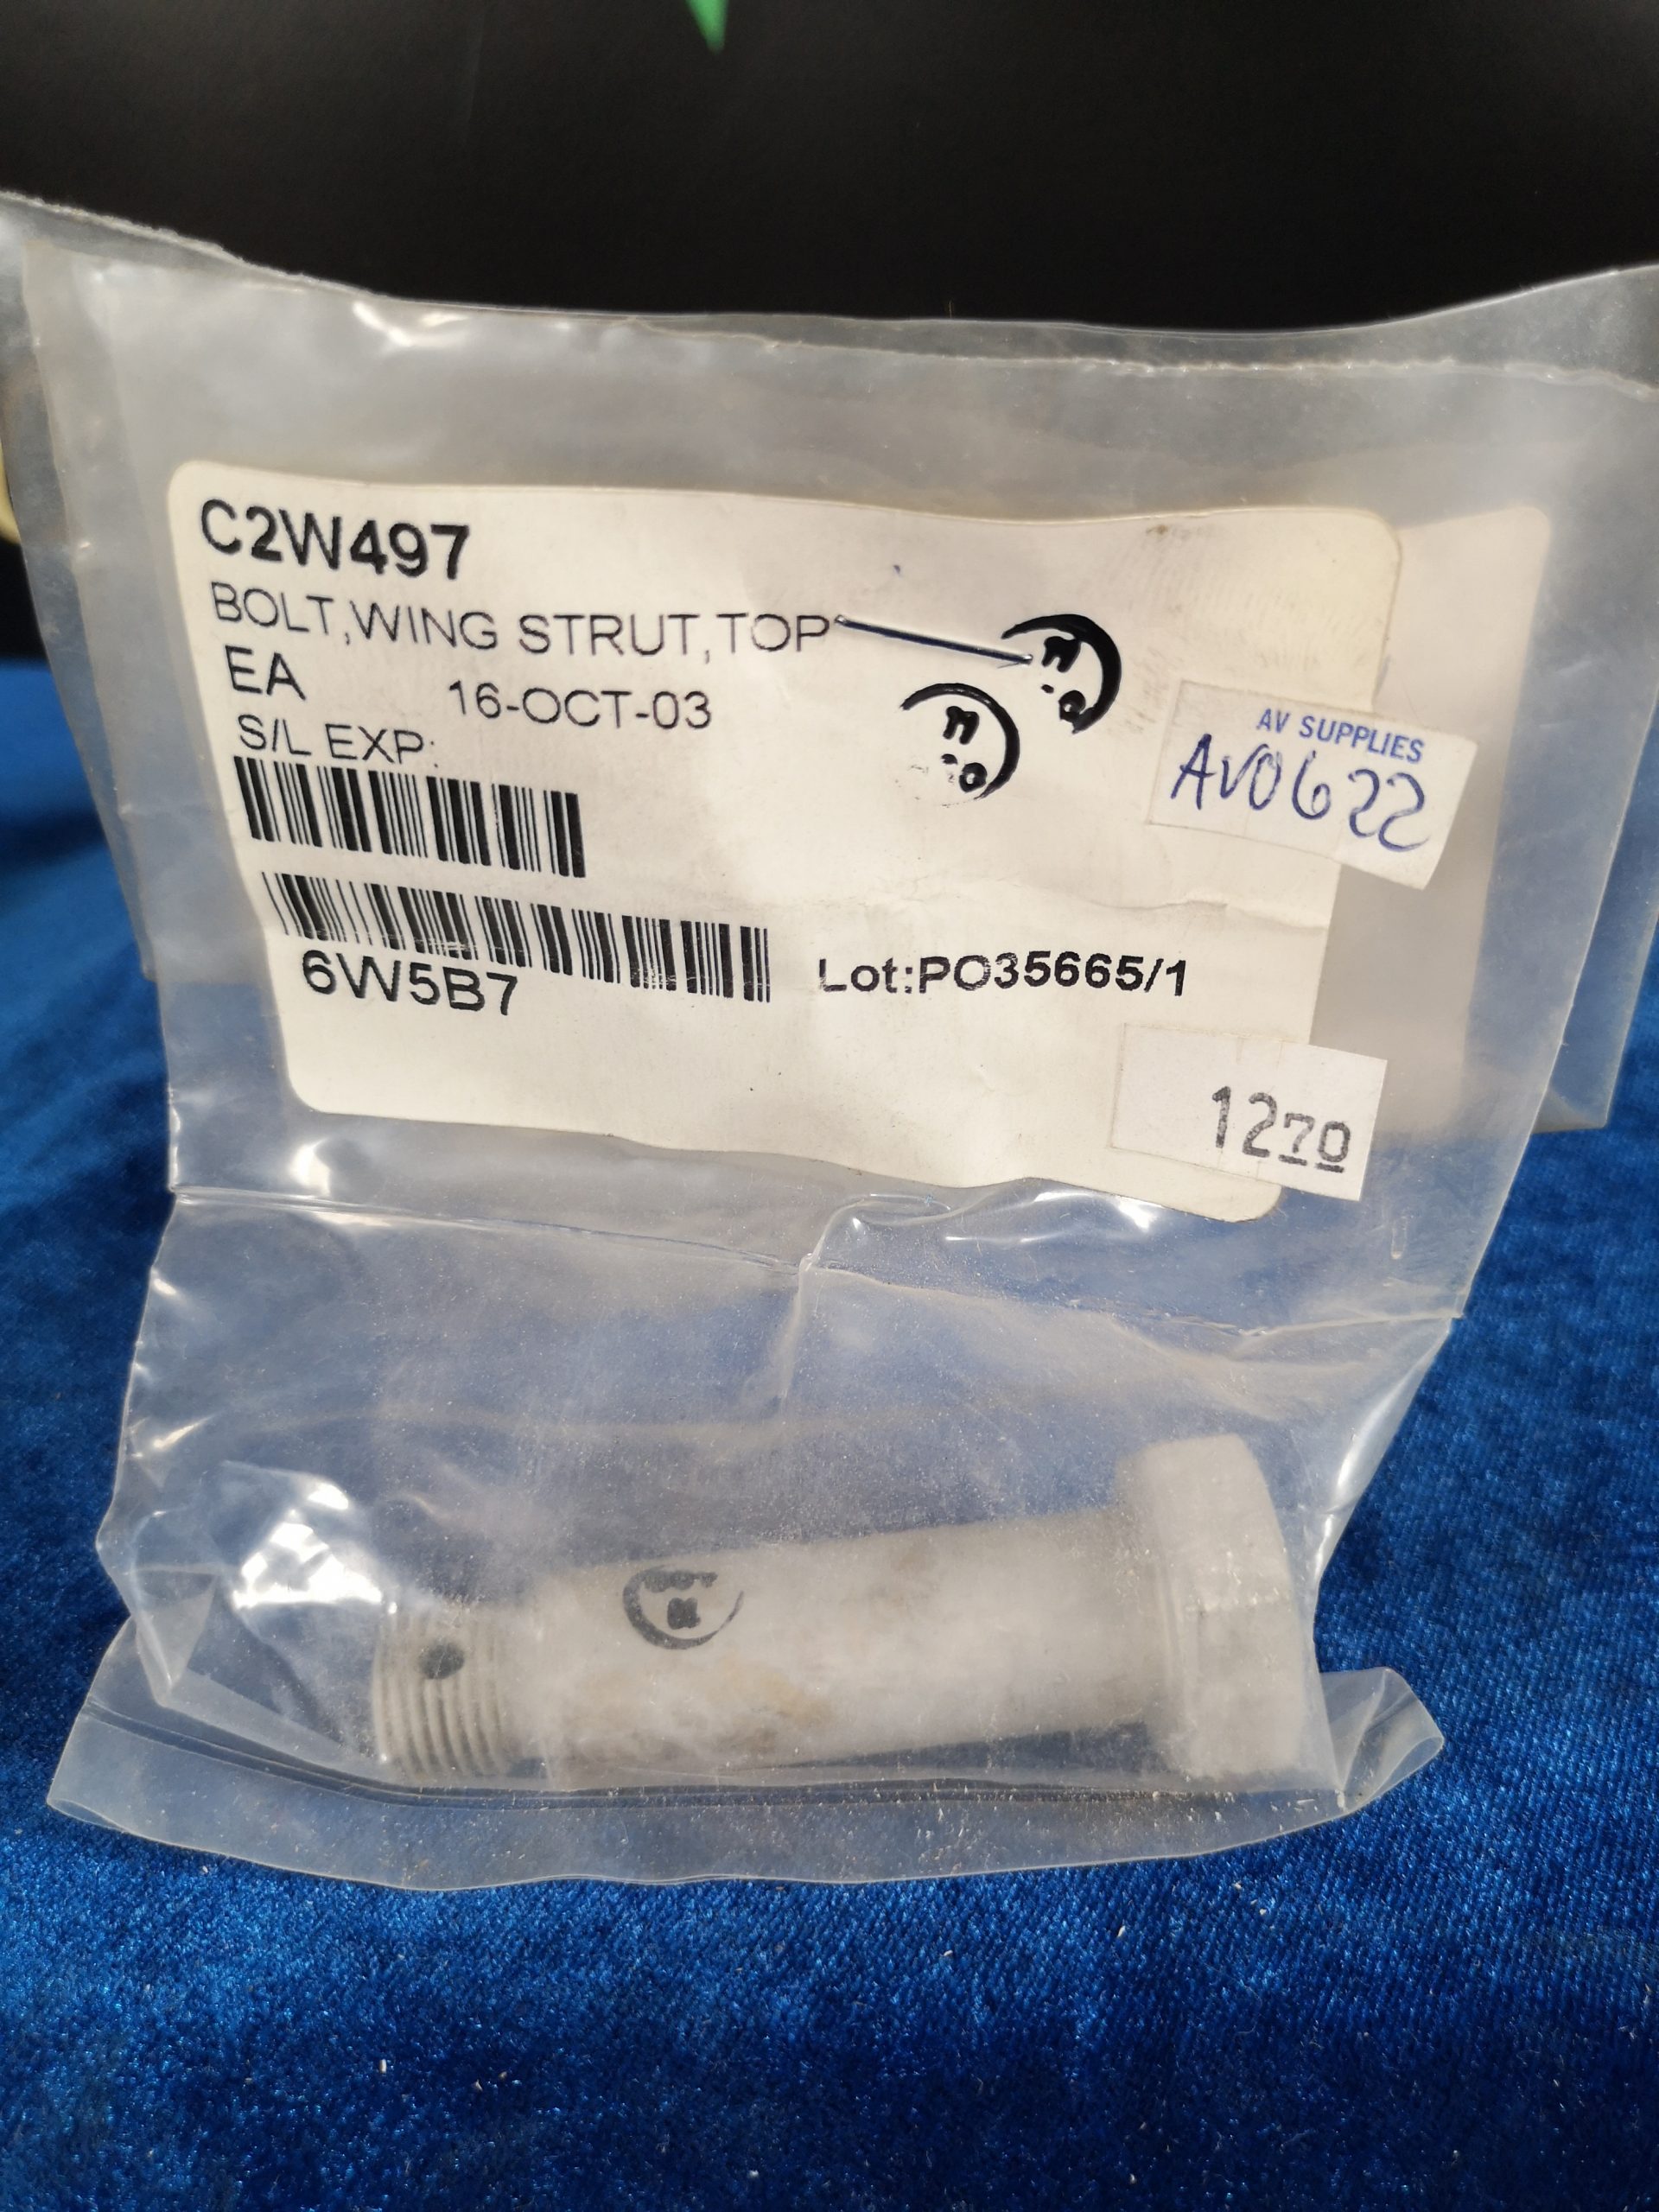 C2W497
BOLT,WING STRUT,TOP
EA 16-OCT-03
S/L EXP:
AV SUPPLIES
AV0622
6W5B7 Lot:PO35665/1
1270